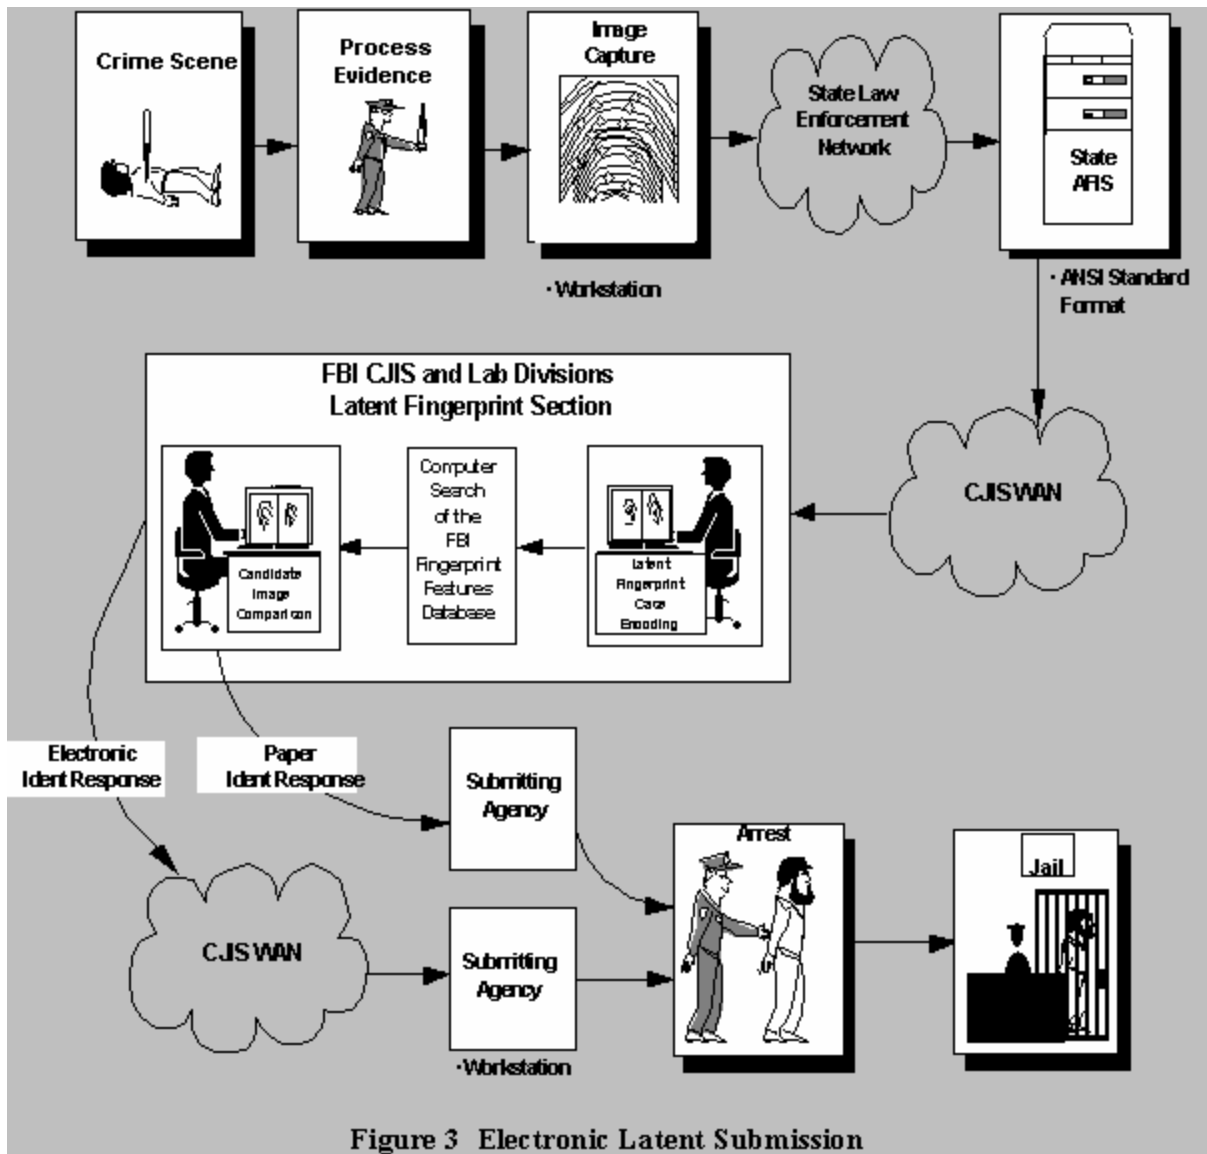 Crime Scene
Process
Evidence
Image
Capture
· Workstation
State Law
Enforcement
Network
State
AFIS
· ANSI Standard
Format
CJIS WAN
FBI CJIS and Lab Divisions
Latent Fingerprint Section
Latent
Fingerprint
Case
Encoding
Computer
Search
of the
FBI
Fingerprint
Features
Database
Candidate
Image
Comparison
Electronic
Ident Response
Paper
Ident Response
Submitting
Agency
CJIS WAN
Submitting
Agency
· Workstation
Arrest
Jail
Figure 3 Electronic Latent Submission